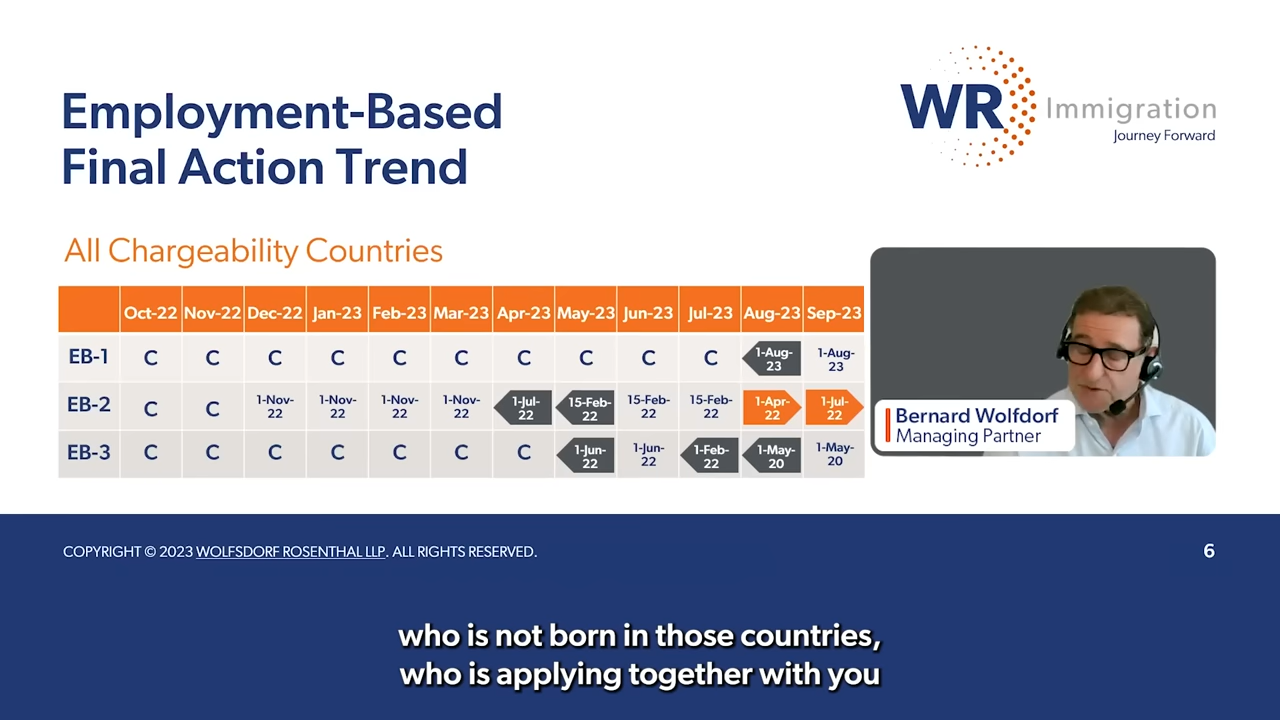 Employment-Based
Final Action Trend
WR Immigration
Journey Forward
All Chargeability Countries
Oct-22 Nov-22 Dec-22 Jan-23 Feb-23 Mar-23 Apr-23 May-23 Jun-23 Jul-23 Aug-23 Sep-23
EB-1 C C C C C C C C C C 1-Aug-23 1-Aug-23
EB-2 C C 1-Nov-22 1-Nov-22 1-Nov-22 1-Nov-22 1-Jul-22 15-Feb-22 15-Feb-22 15-Feb-22 1-Apr-22 1-Jul-22
EB-3 C C C C C C C 1-Jun-22 1-Jun-22 1-Feb-22 1-May-20 1-May-20
Bernard Wolfdorf
Managing Partner
COPYRIGHT © 2023 WOLFSDORF ROSENTHAL LLP. ALL RIGHTS RESERVED.
6
who is not born in those countries,
who is applying together with you